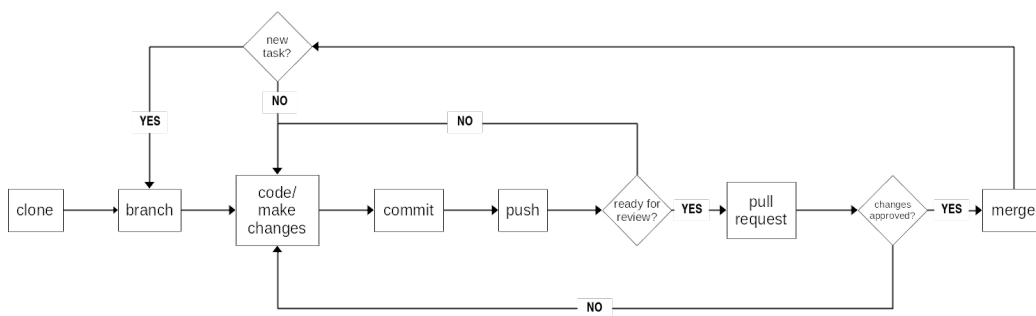 new
task?
NO
YES
NO
clone
branch
code/
make
changes
commit
push
ready for
review?
YES
pull
request
changes
approved?
YES
merge
NO